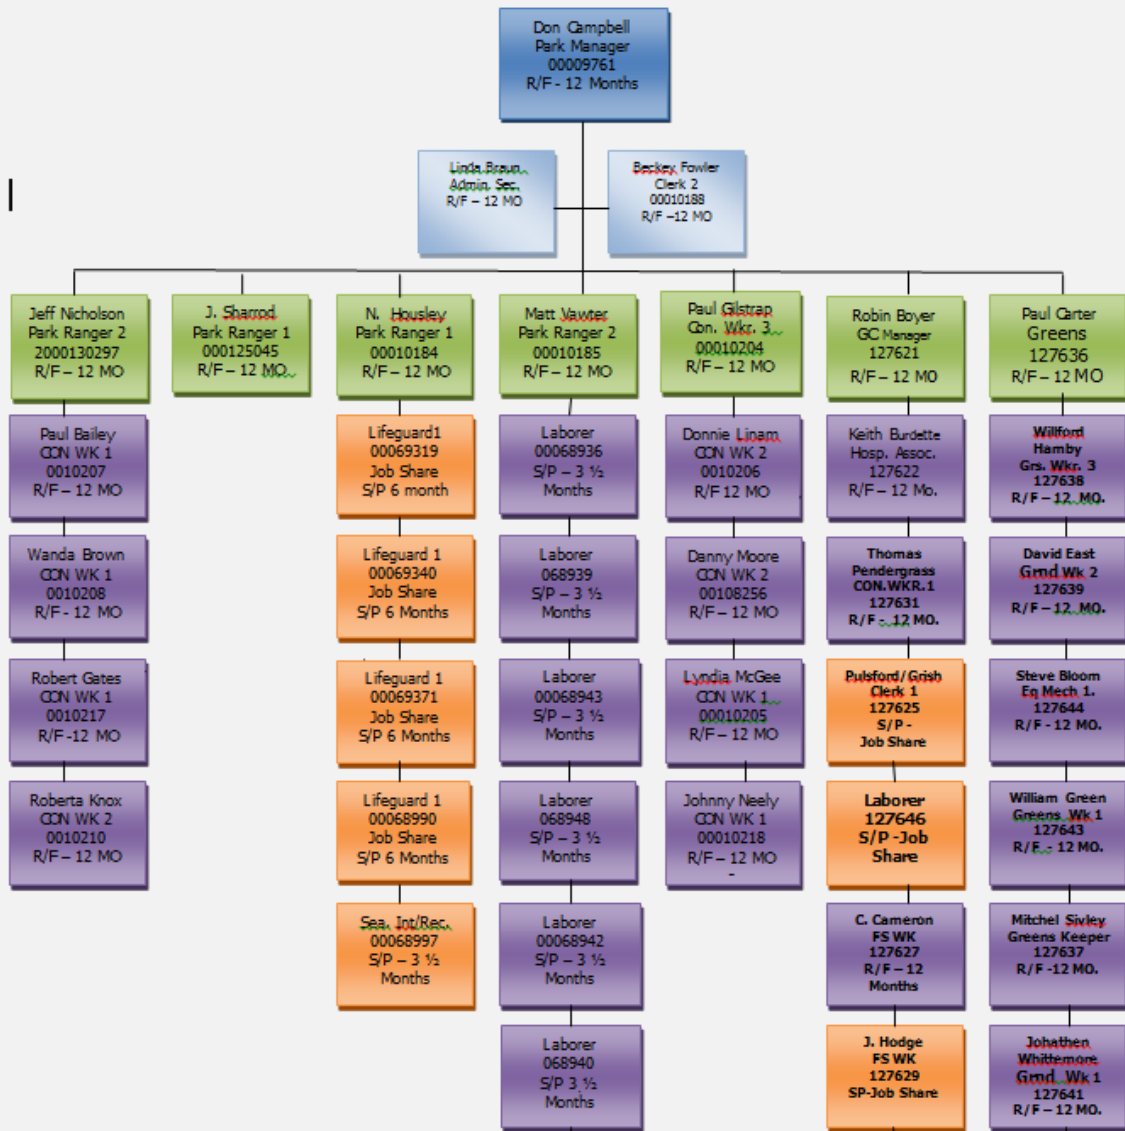 Don Campbell
Park Manager
00009761
R/F - 12 Months
Linda Braun
Admin. Sec.
R/F – 12 MO
Beckey Fowler
Clerk 2
00010188
R/F –12 MO
Jeff Nicholson
Park Ranger 2
2000130297
R/F – 12 MO
J. Sharrod
Park Ranger 1
000125045
R/F – 12 MO
N. Housley
Park Ranger 1
00010184
R/F – 12 MO
Matt Vawter
Park Ranger 2
00010185
R/F – 12 MO
Paul Gilstrap
Con. Wkr. 3
00010204
R/F – 12 MO
Robin Boyer
GC Manager
127621
R/F – 12 MO
Paul Carter
Greens
127636
R/F – 12 MO
Paul Bailey
CON WK 1
0010207
R/F – 12 MO
Wanda Brown
CON WK 1
0010208
R/F - 12 MO
Robert Gates
CON WK 1
0010217
R/F -12 MO
Roberta Knox
CON WK 2
0010210
R/F – 12 MO
Lifeguard1
00069319
Job Share
S/P 6 month
Lifeguard 1
00069340
Job Share
S/P 6 Months
Lifeguard 1
00069371
Job Share
S/P 6 Months
Lifeguard 1
00068990
Job Share
S/P 6 Months
Sea. Int/Rec.
00068997
S/P – 3 ½
Months
Laborer
00068936
S/P – 3 ½
Months
Laborer
068939
S/P – 3 ½
Months
Laborer
00068943
S/P – 3 ½
Months
Laborer
068948
S/P – 3 ½
Months
Laborer
00068942
S/P – 3 ½
Months
Laborer
068940
S/P 3 ½
Months
Donnie Linam
CON WK 2
0010206
R/F 12 MO
Danny Moore
CON WK 2
00108256
R/F – 12 MO
Lyndia McGee
CON WK 1
00010205
R/F – 12 MO
Johnny Neely
CON WK 1
00010218
R/F – 12 MO
-
Keith Burdette
Hosp. Assoc.
127622
R/F – 12 Mo.
Thomas
Pendergrass
CON.WKR.1
127631
R/F - 12 MO.
Pulsford/Grish
Clerk 1
127625
S/P -
Job Share
Laborer
127646
S/P -Job
Share
C. Cameron
FS WK
127627
R/F – 12
Months
J. Hodge
FS WK
127629
SP-Job Share
Willford
Hamby
Grs. Wkr. 3
127638
R/F – 12 MO.
David East
Grnd Wk 2
127639
R/F – 12 MO.
Steve Bloom
Eq Mech 1.
127644
R/F - 12 MO.
William Green
Greens Wk 1
127643
R/F - 12 MO.
Mitchel Sivley
Greens Keeper
127637
R/F -12 MO.
Johathen
Whittemore
Grnd Wk 1
127641
R/F – 12 MO.